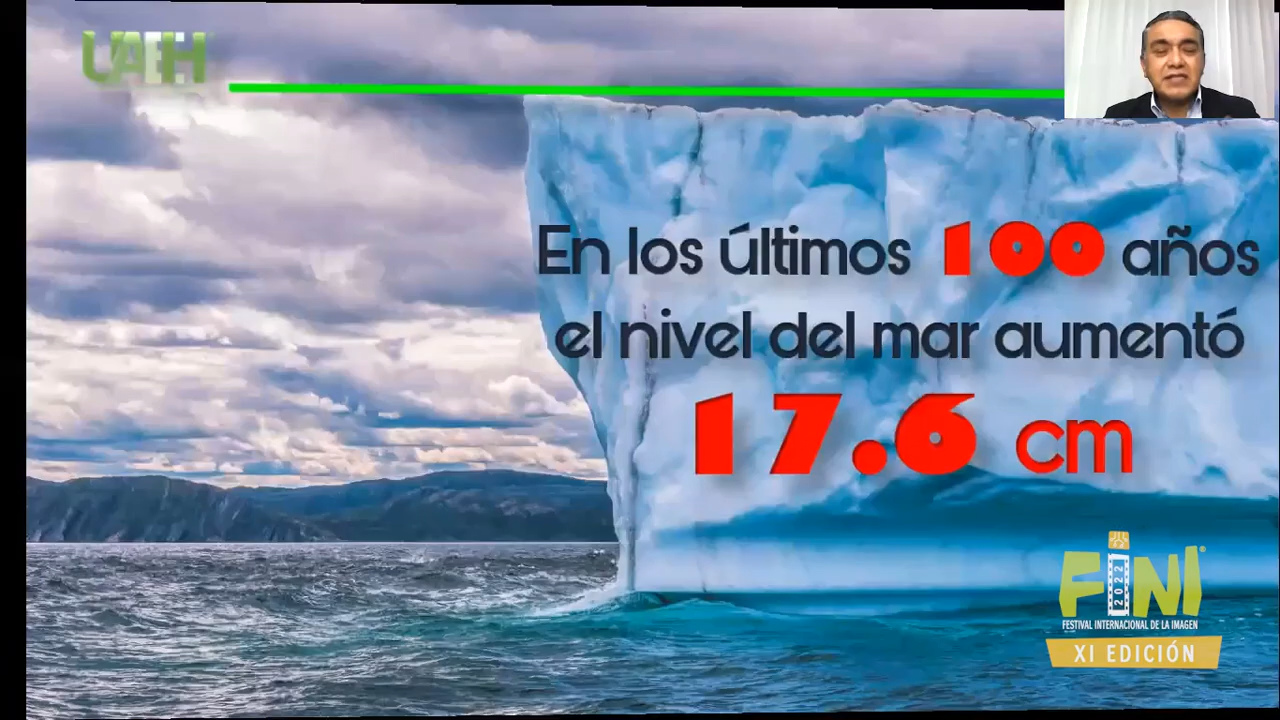 UAEH
En los últimos 100 años
el nivel del mar aumentó
17.6 cm
FINI®
2022
FESTIVAL INTERNACIONAL DE LA IMAGEN
XI EDICIÓN